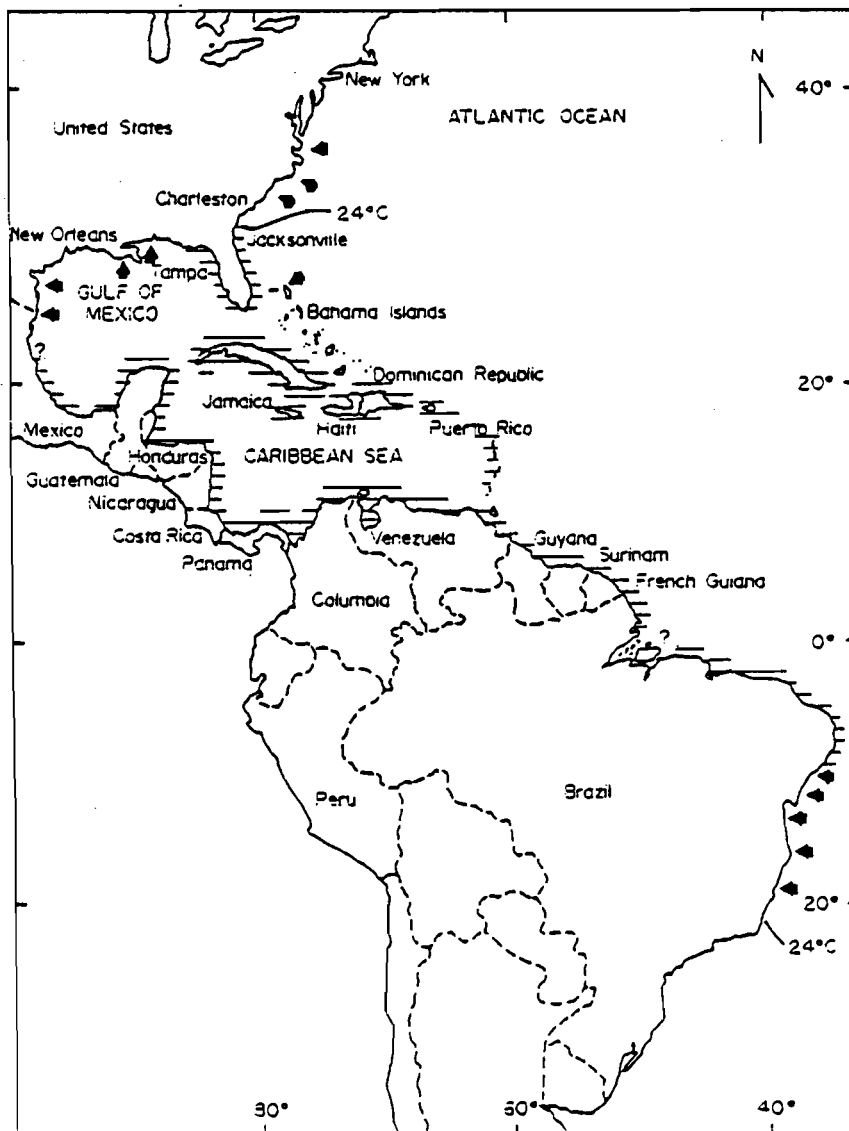 New York
N
40°
United States
ATLANTIC OCEAN
Charleston
24°C
New Orleans
Jacksonville
Tampa
GULF OF
MEXICO
Bahama Islands
?
Dominican Republic
20°
Jamaica
Haiti
Puerto Rico
Mexico
Honduras
CARIBBEAN SEA
Guatemala
Nicaragua
Costa Rica
Venezuela
Guyana
Panama
Surinam
French Guiana
Columbia
?
0°
Peru
Brazil
20°
24°C
80°
60°
40°